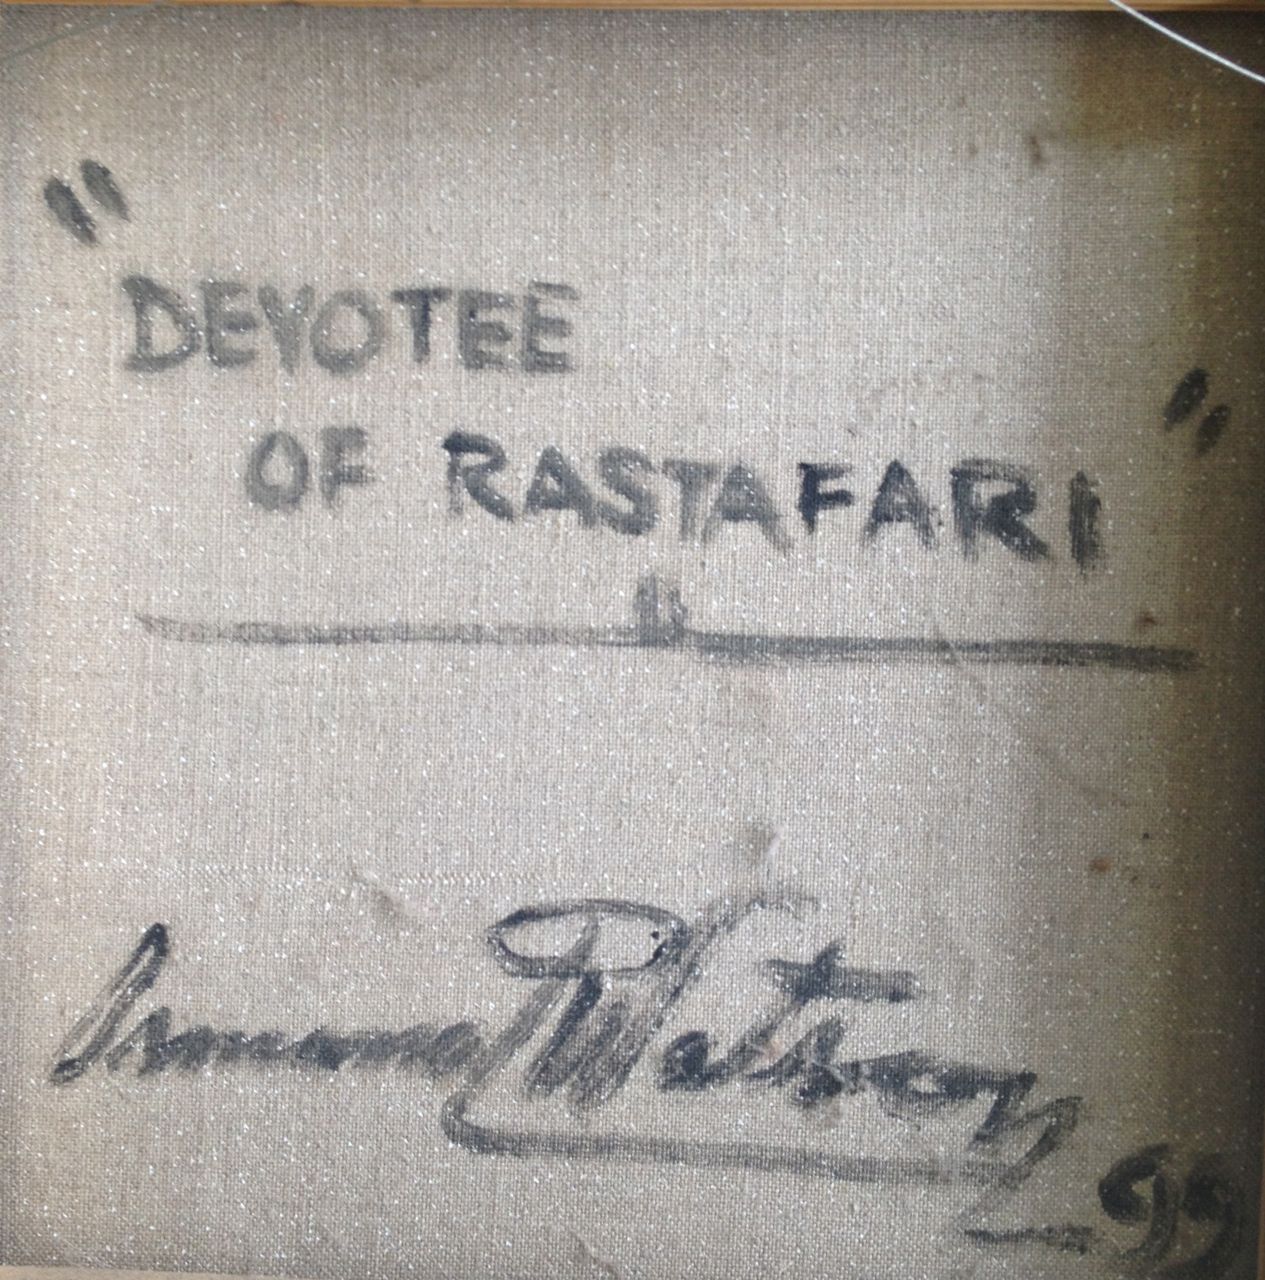 "DEVOTEE
OF RASTAFARI"
Watson
99